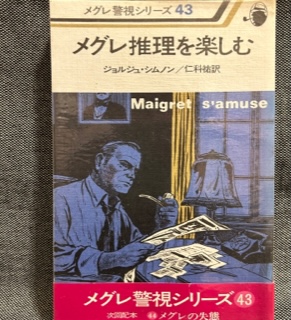 メグレ警視シリーズ 43
メグレ推理を楽しむ
ジョルジュ・シムノン/仁科祐訳
Maigret s'amuse
メグレ警視シリーズ 43
次回配本 44 メグレの失態